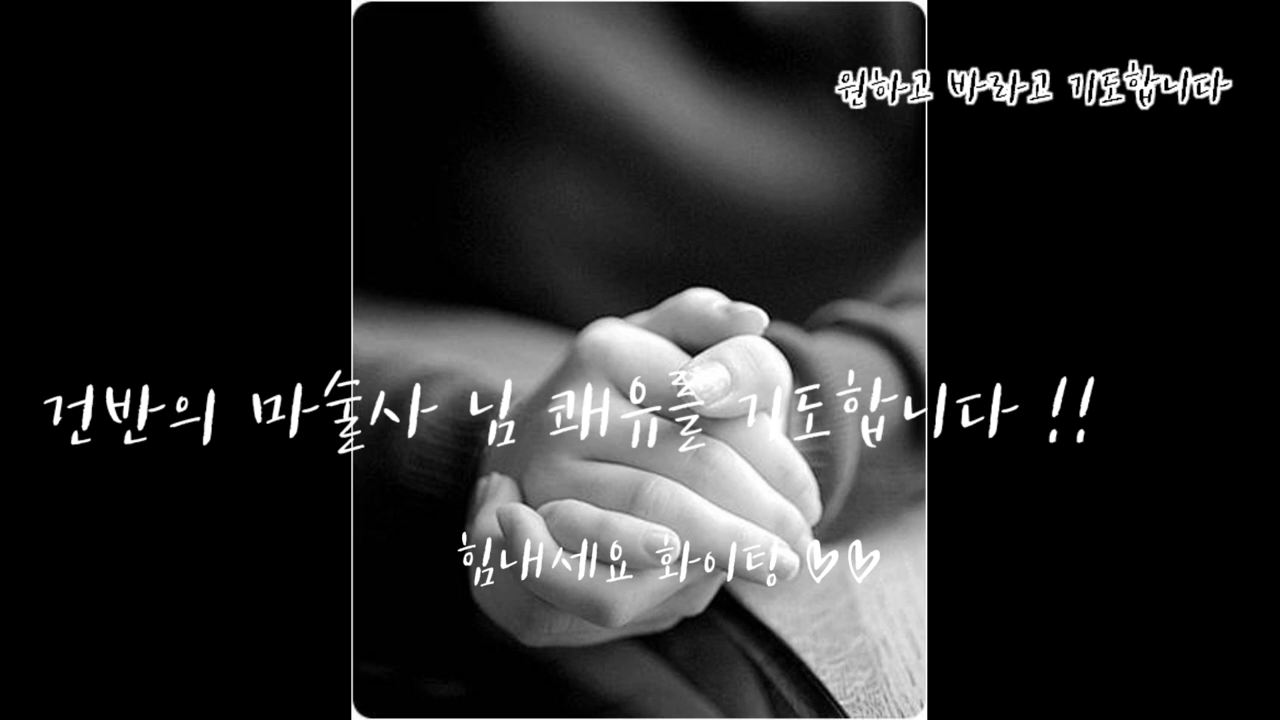 원하고 바라고 기도합니다
건반의 마술사 님 쾌유를 기도합니다 !!
힘내세요 화이팅 ♡♡